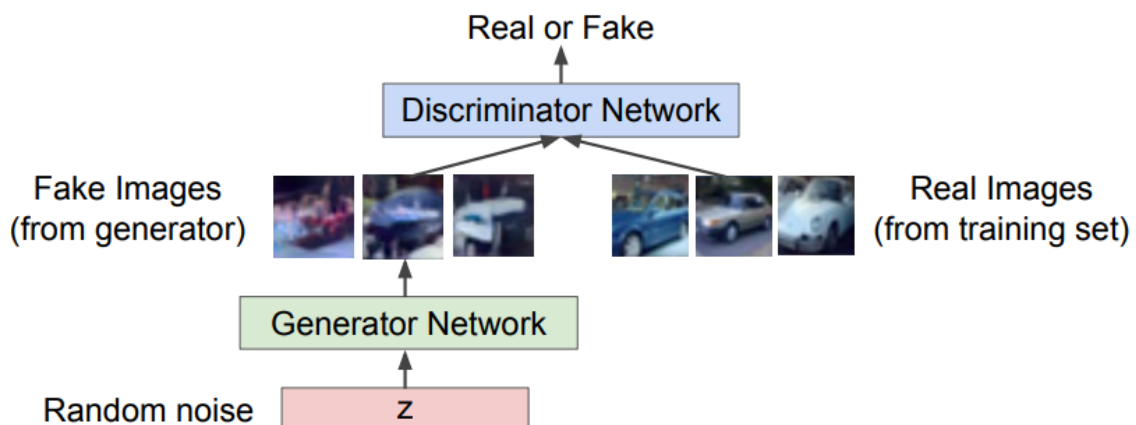 Real or Fake
Discriminator Network
Fake Images
(from generator)
Real Images
(from training set)
Generator Network
Random noise
z